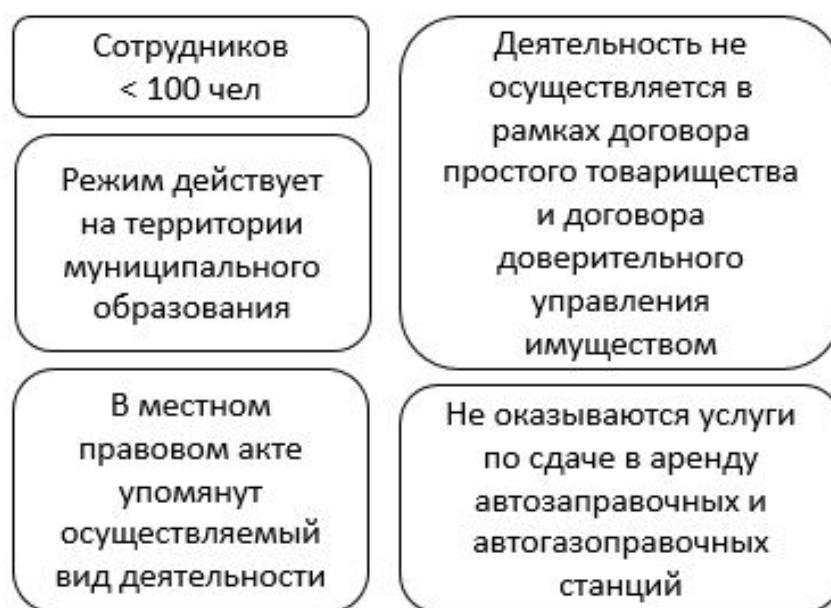 Сотрудников
< 100 чел
Режим действует
на территории
муниципального
образования
В местном
правовом акте
упомянут
осуществляемый
вид деятельности
Деятельность не
осуществляется в
рамках договора
простого товарищества
и договора
доверительного
управления
имуществом
Не оказываются услуги
по сдаче в аренду
автозаправочных и
автогазоправочных
станций